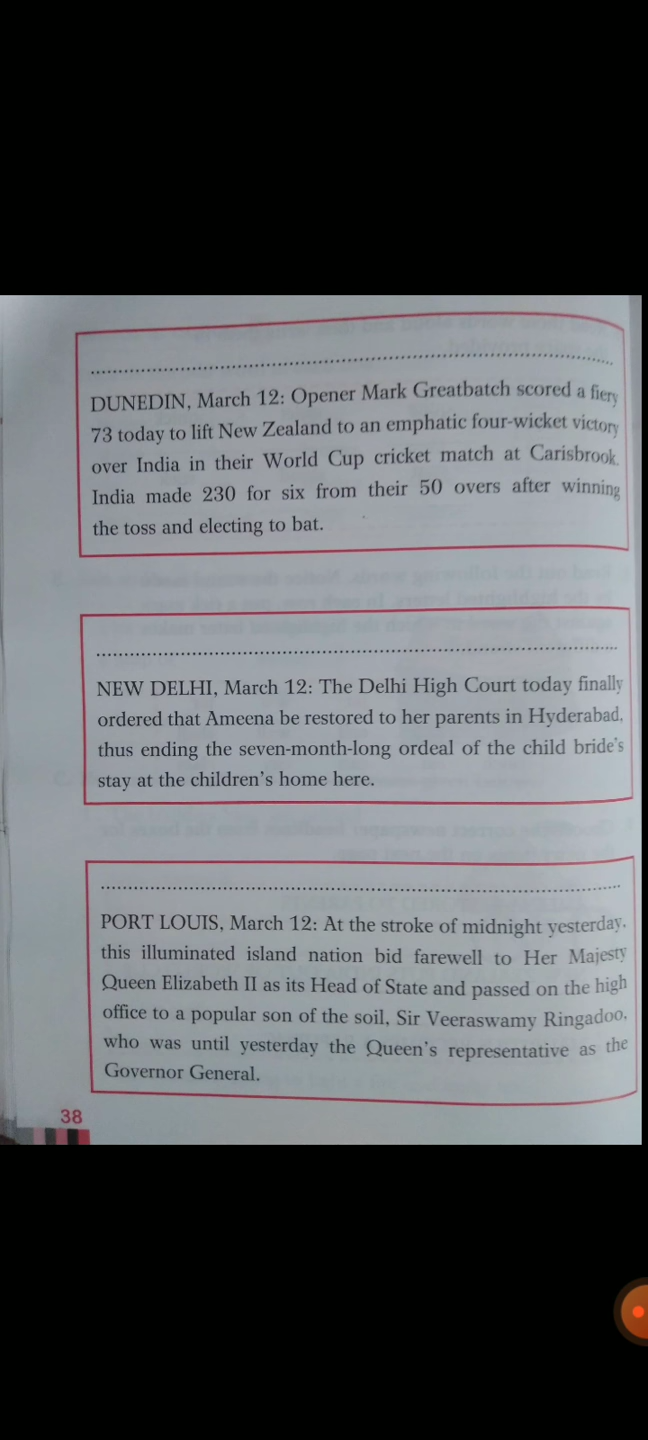 DUNEDIN, March 12: Opener Mark Greatbatch scored a fiery
73 today to lift New Zealand to an emphatic four-wicket victory
over India in their World Cup cricket match at Carisbrook.
India made 230 for six from their 50 overs after winning
the toss and electing to bat.
NEW DELHI, March 12: The Delhi High Court today finally
ordered that Ameena be restored to her parents in Hyderabad,
thus ending the seven-month-long ordeal of the child bride's
stay at the children's home here.
PORT LOUIS, March 12: At the stroke of midnight yesterday,
this illuminated island nation bid farewell to Her Majesty
Queen Elizabeth II as its Head of State and passed on the high
office to a popular son of the soil, Sir Veeraswamy Ringadoo,
who was until yesterday the Queen's representative as the
Governor General.
38